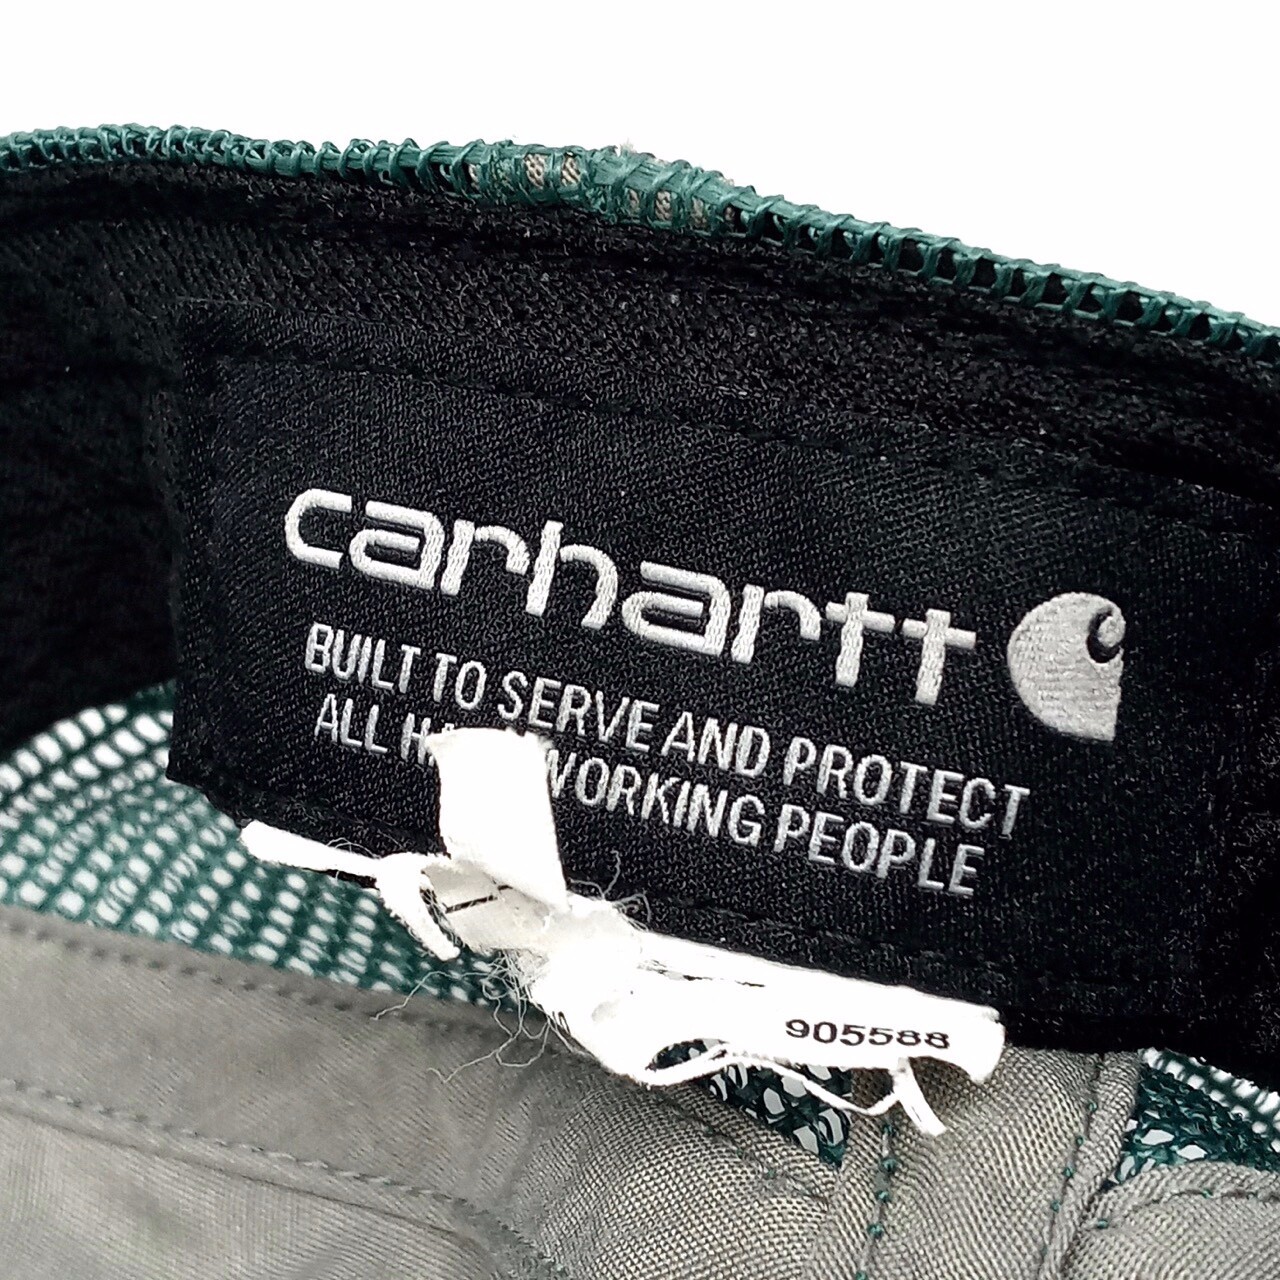 carhartt
BUILT TO SERVE AND PROTECT
ALL WORKING PEOPLE
905588